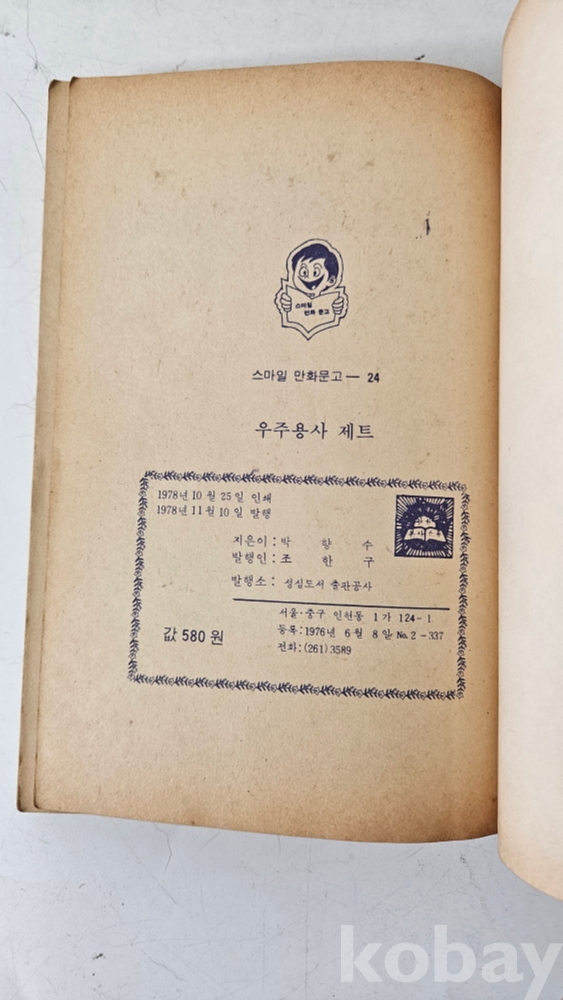 스마일
만화 문고
스마일 만화문고 — 24
우주용사 제트
1978년 10월 25일 인쇄
1978년 11월 10일 발행
지은이 : 박 항 수
발행인 : 조 한 구
발행소 : 성심도서 출판공사
서울·중구 인현동 1가 124-1
등록 : 1976년 6월 8일 No. 2-337
전화 : (261) 3589
값 580 원
kobay